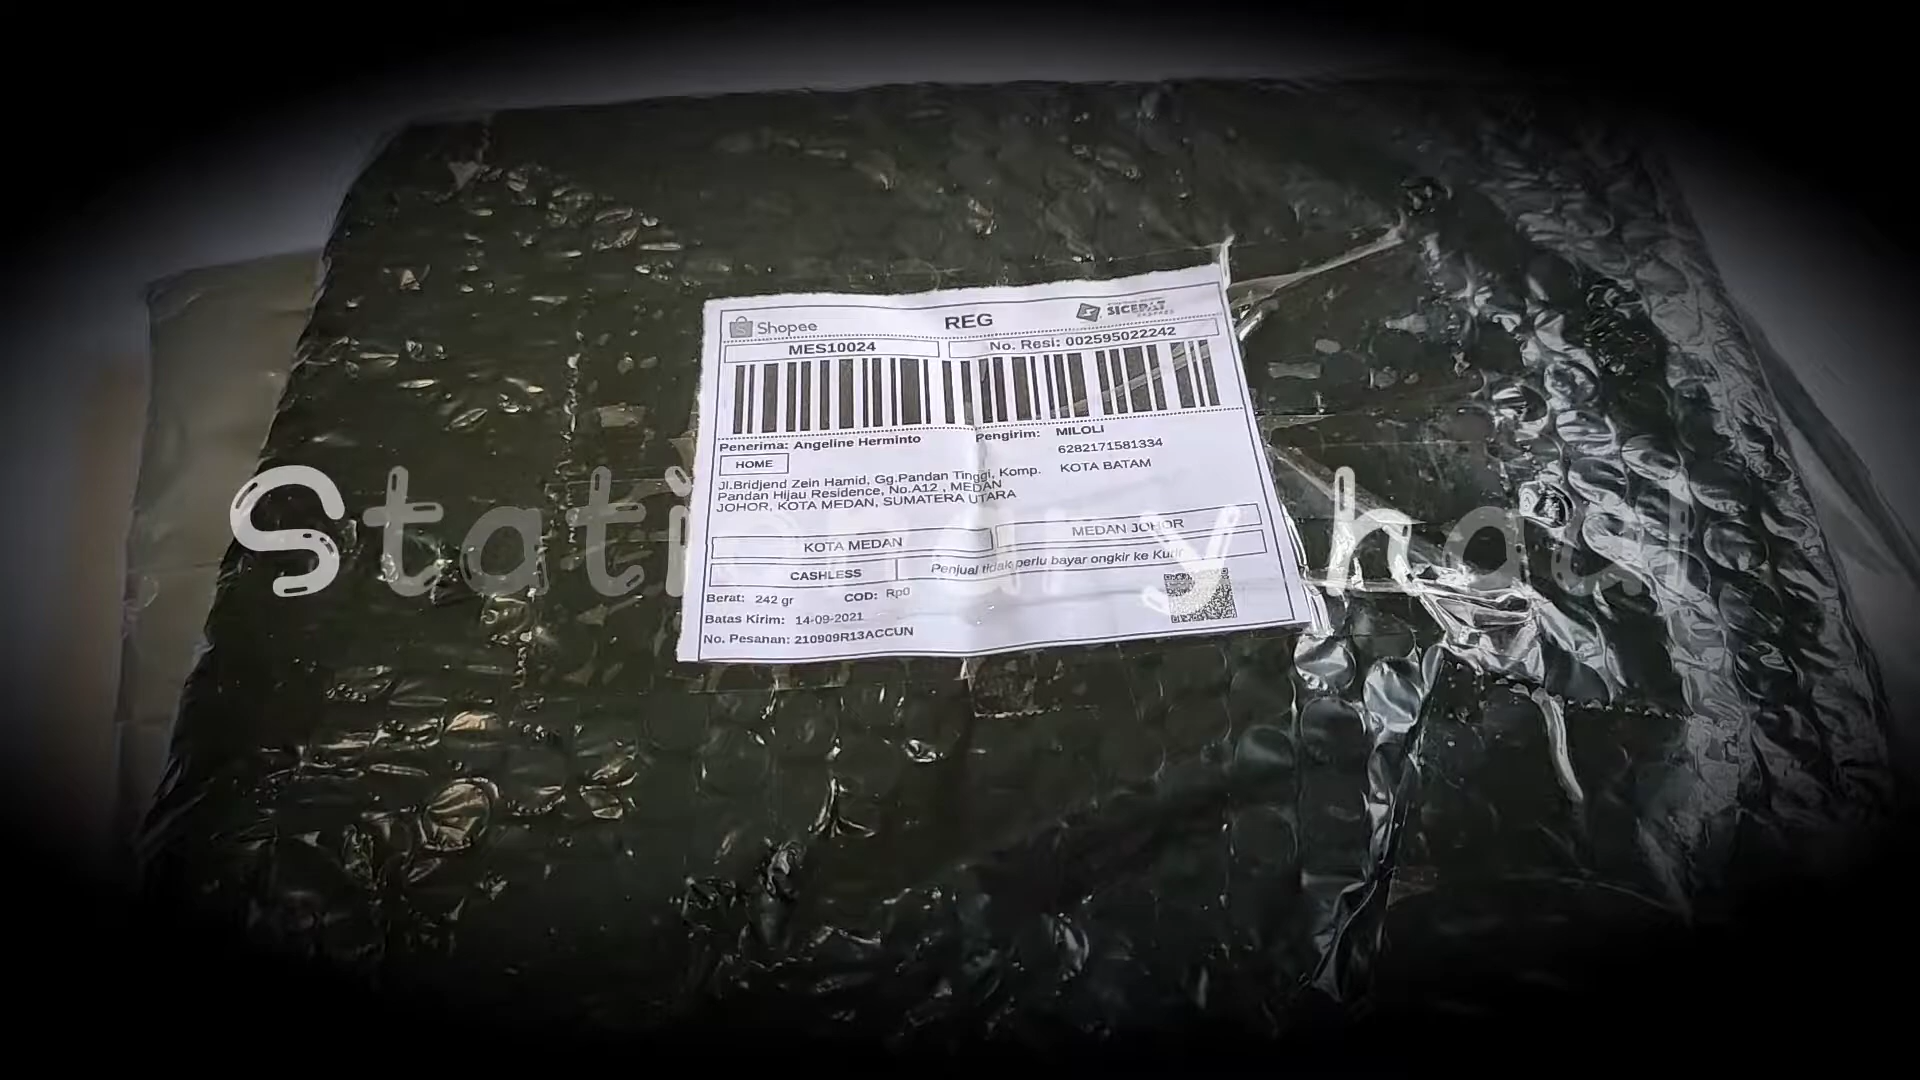 Shopee
REG
SICEPAT
EKSPRES
MES10024
No. Resi: 002595022242
Penerima: Angeline Herminto
Pengirim: MILOLI
6282171581334
HOME
KOTA BATAM
Jl.Bridjend Zein Hamid, Gg.Pandan Tinggi, Komp.
Pandan Hijau Residence, No.A12 , MEDAN
JOHOR, KOTA MEDAN, SUMATERA UTARA
Stationary haul
KOTA MEDAN
MEDAN JOHOR
CASHLESS
Penjual tidak perlu bayar ongkir ke Kurir
Berat: 242 gr
COD: Rp0
Batas Kirim: 14-09-2021
No. Pesanan: 210909R13ACCUN